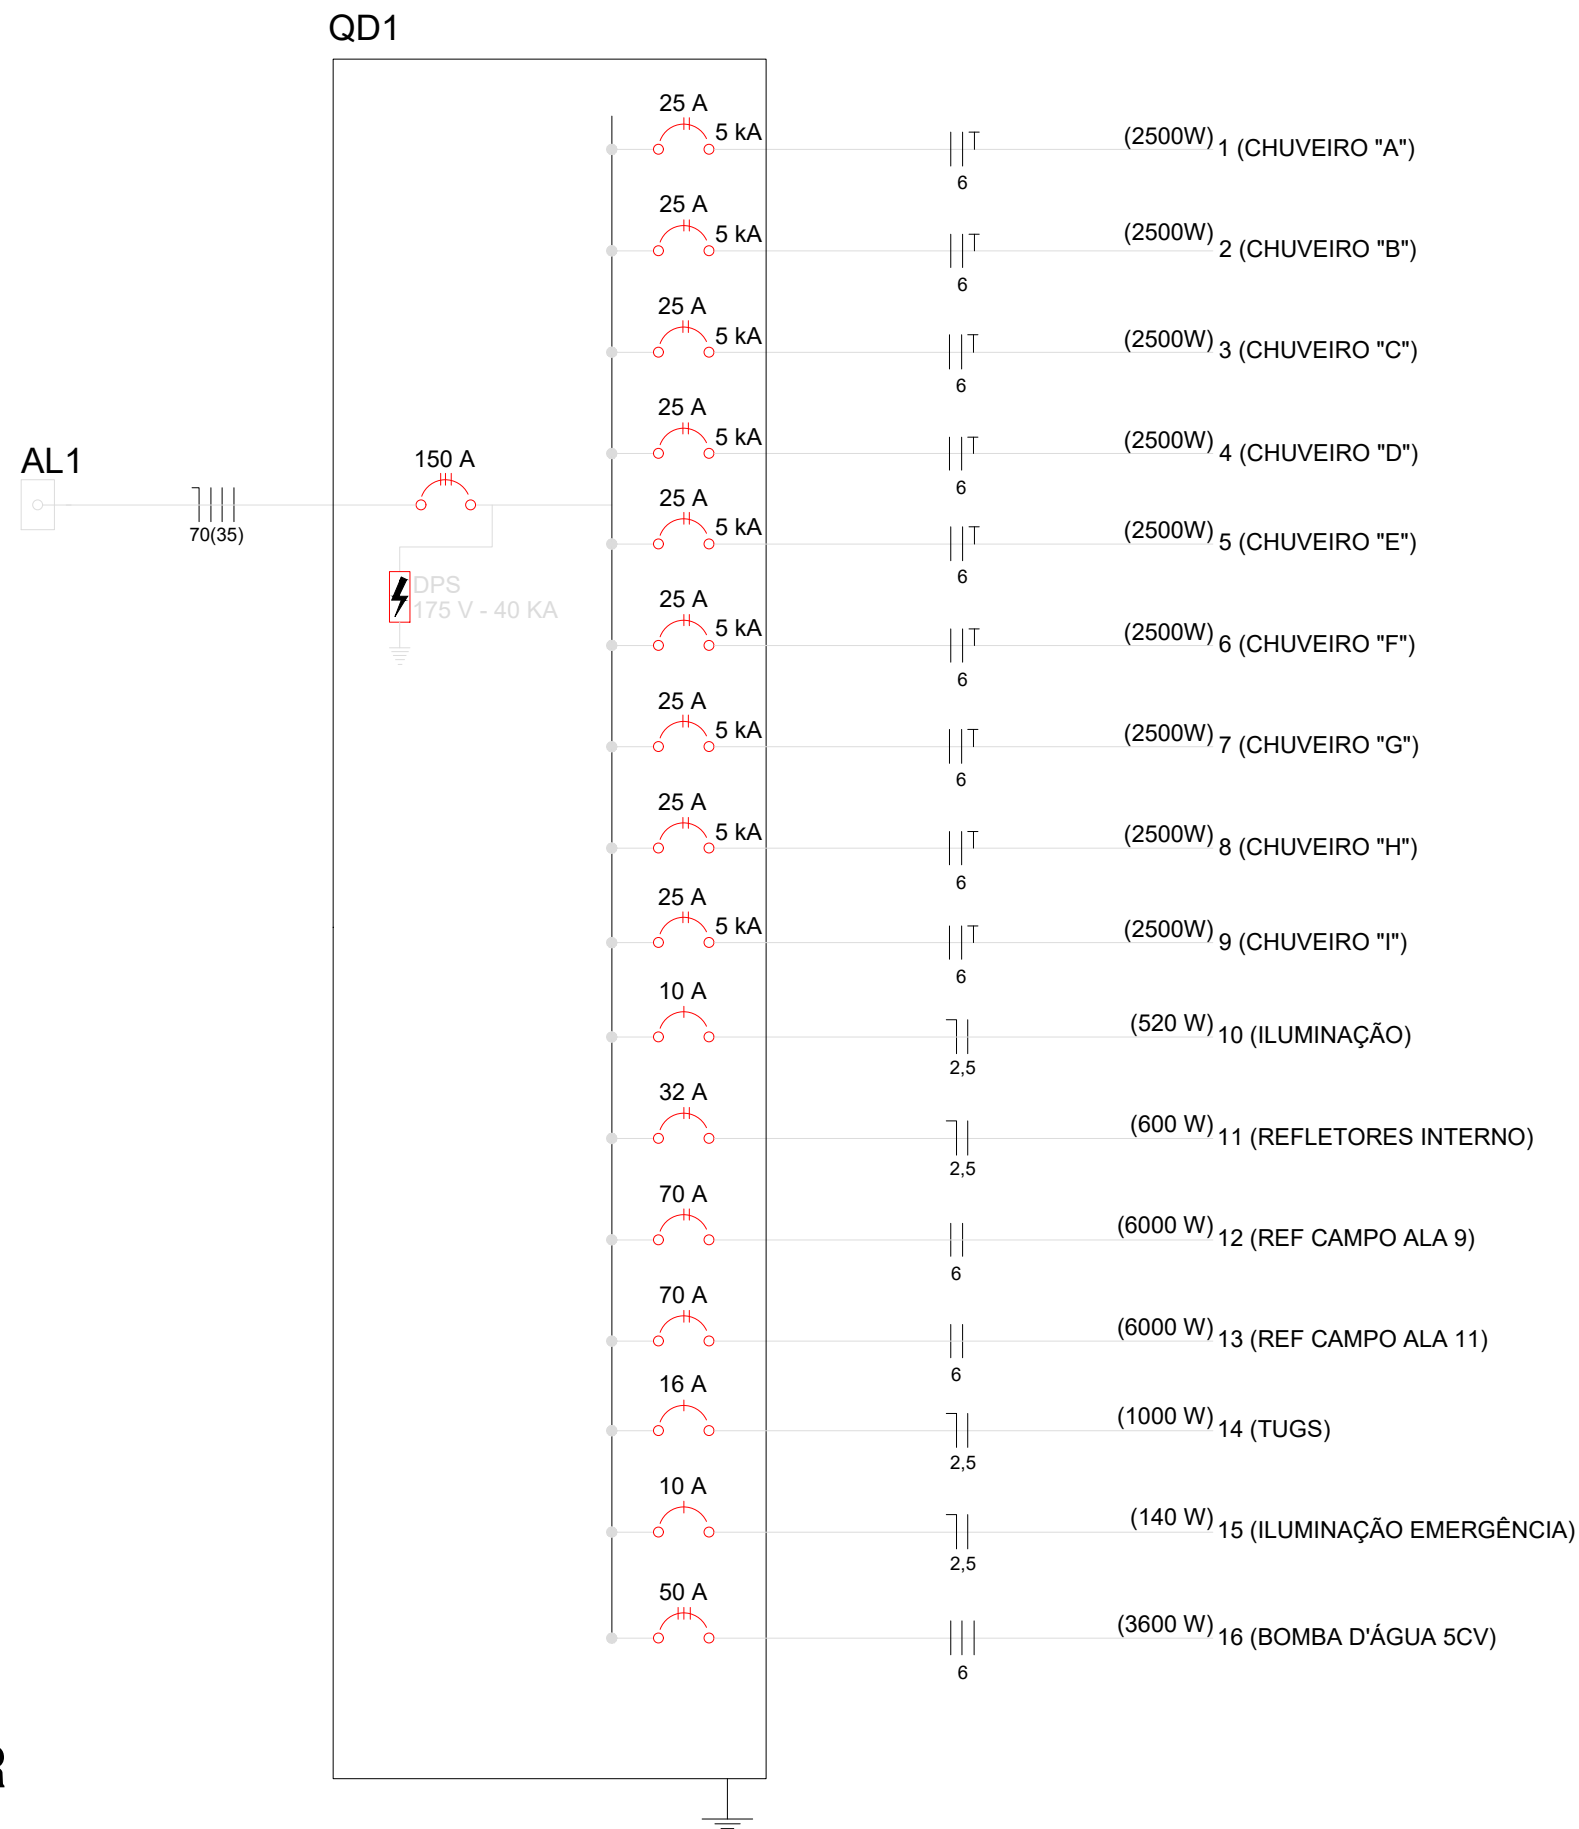 QD1
25 A
5 kA
(2500W) 1 (CHUVEIRO "A")
6
25 A
5 kA
(2500W) 2 (CHUVEIRO "B")
6
25 A
5 kA
(2500W) 3 (CHUVEIRO "C")
6
25 A
5 kA
(2500W) 4 (CHUVEIRO "D")
6
AL1
70(35)
150 A
DPS
175 V - 40 KA
25 A
5 kA
(2500W) 5 (CHUVEIRO "E")
6
25 A
5 kA
(2500W) 6 (CHUVEIRO "F")
6
25 A
5 kA
(2500W) 7 (CHUVEIRO "G")
6
25 A
5 kA
(2500W) 8 (CHUVEIRO "H")
6
25 A
5 kA
(2500W) 9 (CHUVEIRO "I")
6
10 A
(520 W) 10 (ILUMINAÇÃO)
2,5
32 A
(600 W) 11 (REFLETORES INTERNO)
2,5
70 A
(6000 W) 12 (REF CAMPO ALA 9)
6
70 A
(6000 W) 13 (REF CAMPO ALA 11)
6
16 A
(1000 W) 14 (TUGS)
2,5
10 A
(140 W) 15 (ILUMINAÇÃO EMERGÊNCIA)
2,5
50 A
(3600 W) 16 (BOMBA D'ÁGUA 5CV)
6